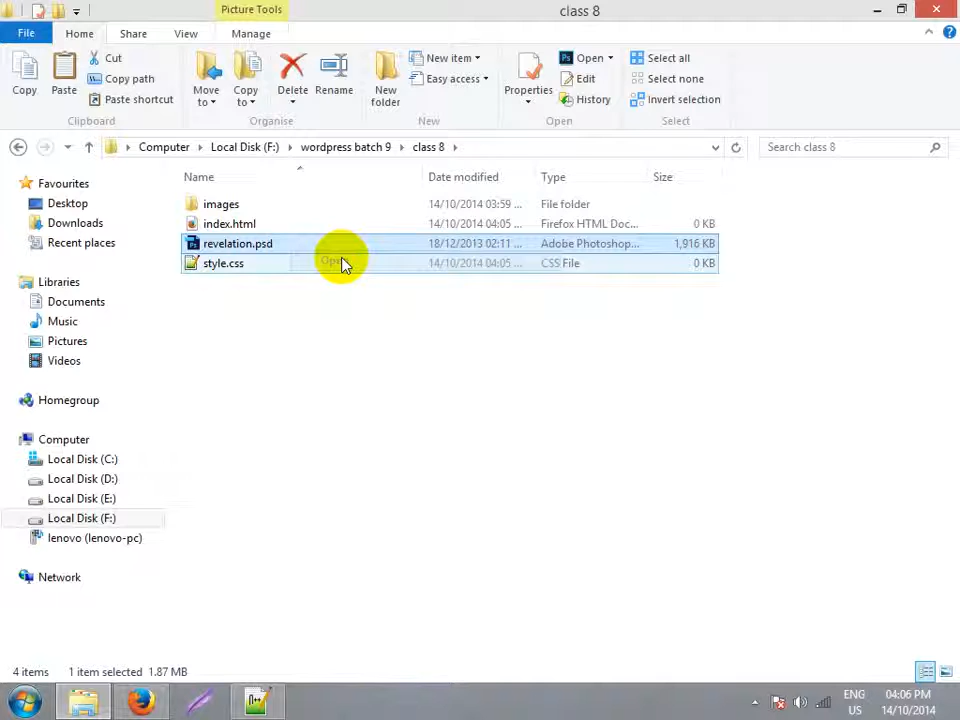 Picture Tools
class 8
File Home Share View Manage
Copy
Paste
Cut
Copy path
Paste shortcut
Clipboard
Move to
Copy to
Delete
Rename
Organise
New folder
New item
Easy access
New
Properties
Open
Edit
History
Open
Select all
Select none
Invert selection
Select
Computer Local Disk (F:) wordpress batch 9 class 8
Search class 8
Name Date modified Type Size
images 14/10/2014 03:59 ... File folder
index.html 14/10/2014 04:05 ... Firefox HTML Doc... 0 KB
revelation.psd 18/12/2013 02:11 ... Adobe Photoshop... 1,916 KB
style.css 14/10/2014 04:05 ... CSS File 0 KB
Favourites
Desktop
Downloads
Recent places
Libraries
Documents
Music
Pictures
Videos
Homegroup
Computer
Local Disk (C:)
Local Disk (D:)
Local Disk (E:)
Local Disk (F:)
lenovo (lenovo-pc)
Network
4 items 1 item selected 1.87 MB
ENG
US
04:06 PM
14/10/2014